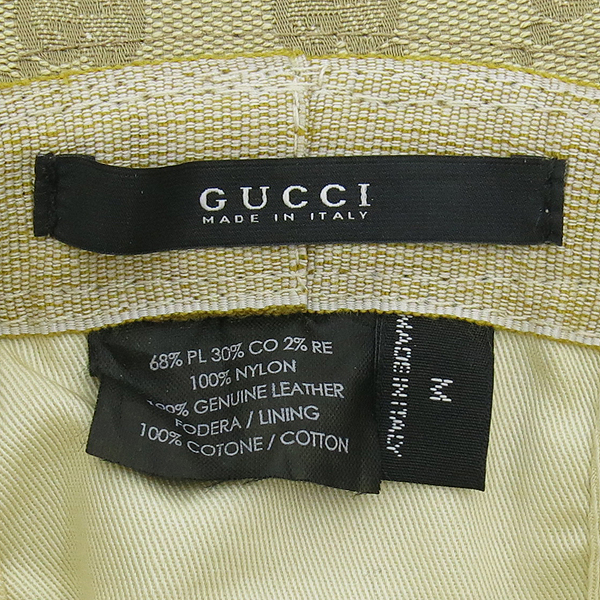 GUCCI
MADE IN ITALY
68% PL 30% CO 2% RE
100% NYLON
100% GENUINE LEATHER
FODERA / LINING
100% COTONE / COTTON
M
MADE IN ITALY